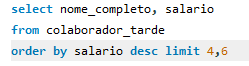 select nome_completo, salario
from colaborador_tarde
order by salario desc limit 4,6